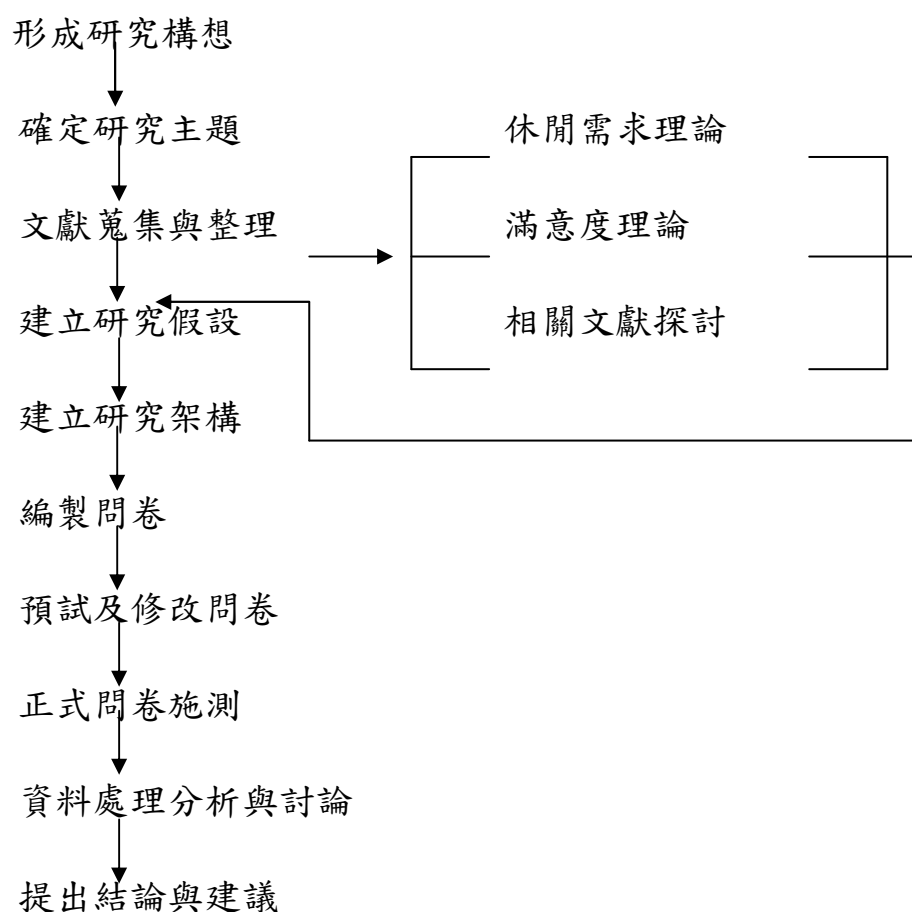 形成研究構想
確定研究主題
文獻蒐集與整理
建立研究假設
建立研究架構
編製問卷
預試及修改問卷
正式問卷施測
資料處理分析與討論
提出結論與建議
休閒需求理論
滿意度理論
相關文獻探討